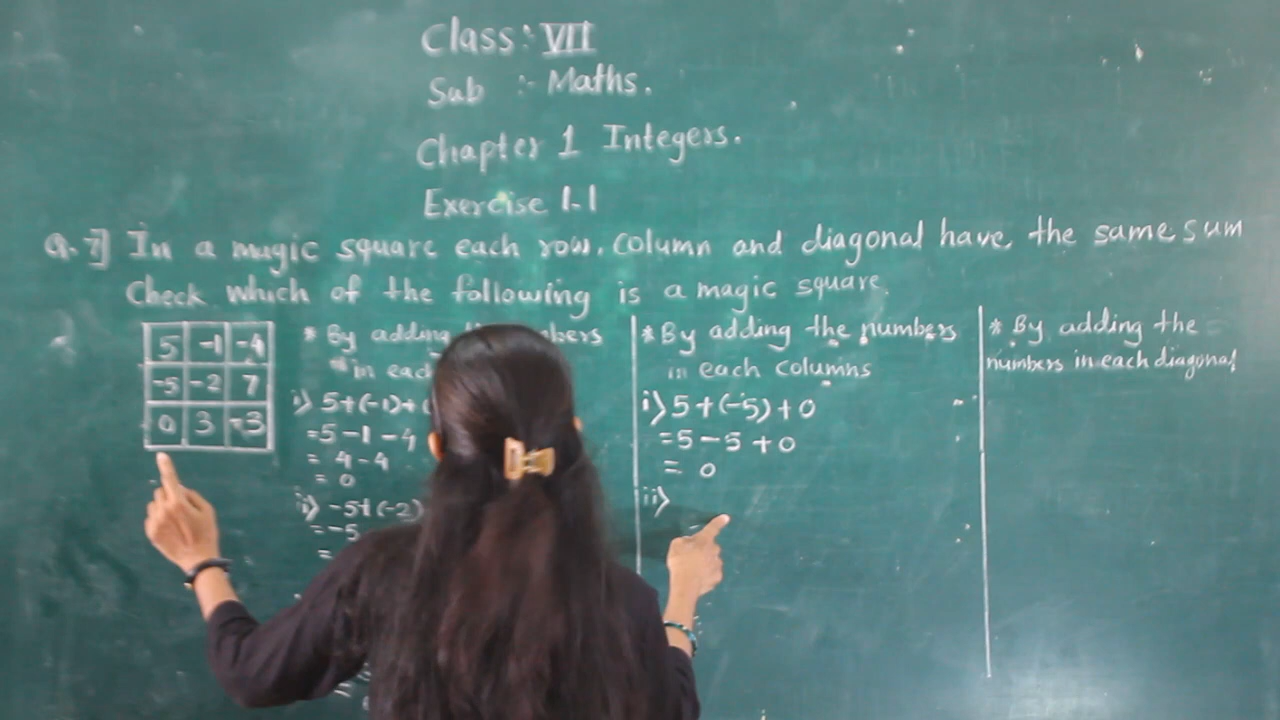 Class :- VII
Sub :- Maths.
Chapter 1 Integers.
Exercise 1.1
Q.7] In a magic square each row, column and diagonal have the same sum
Check which of the following is a magic square.
5 -1 -4
-5 -2 7
0 3 -3
* By adding
in each
i) 5+(-1)+(
=5-1-4
= 4-4
= 0
ii) -5+(-2)
=-5
=
* By adding the numbers
in each columns
i) 5+(-5)+0
=5-5+0
= 0
ii)
* By adding the
numbers in each diagonal